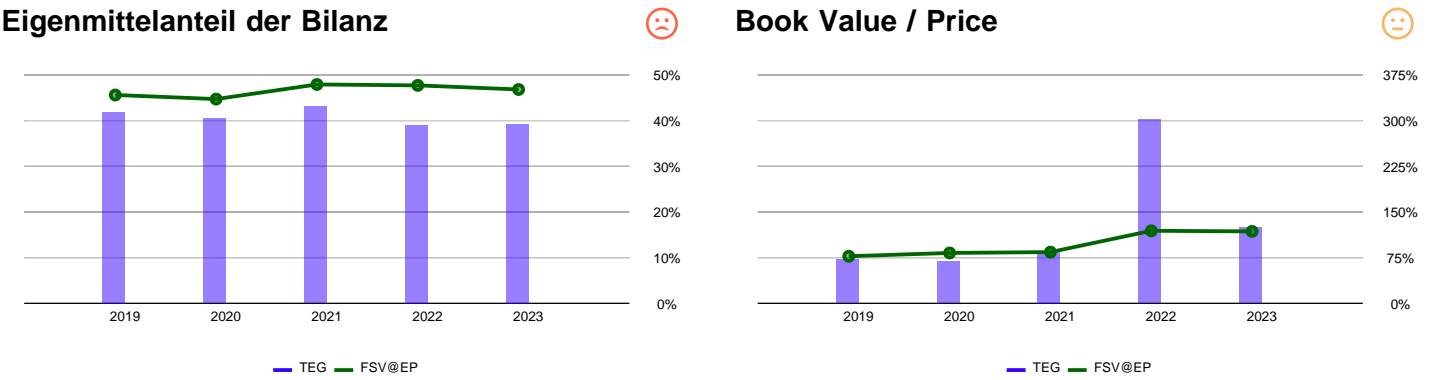 Eigenmittelanteil der Bilanz
50%
40%
30%
20%
10%
0%
2019 2020 2021 2022 2023
TEG FSV@EP
Book Value / Price
375%
300%
225%
150%
75%
0%
2019 2020 2021 2022 2023
TEG FSV@EP